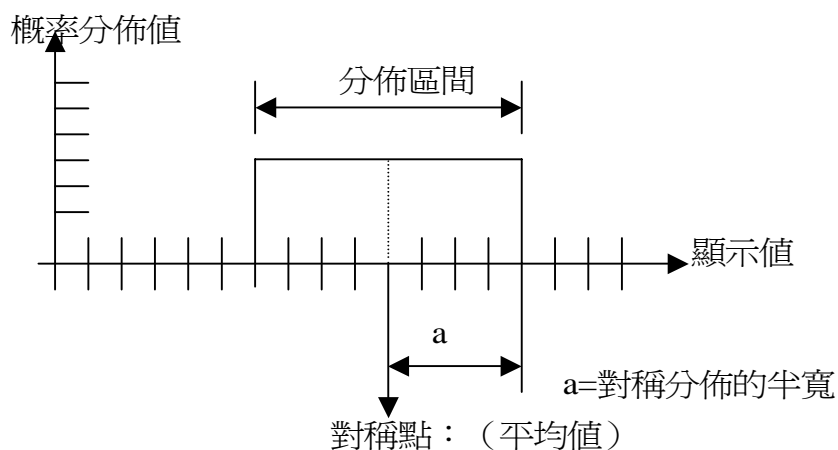 概率分佈值
分佈區間
顯示值
a
a=對稱分佈的半寬
對稱點：（平均值）